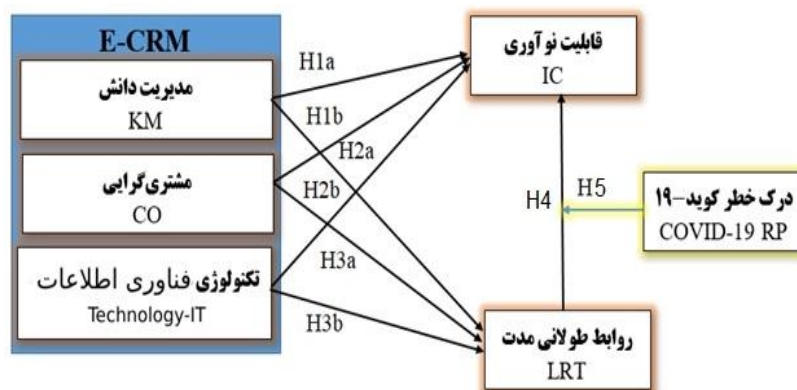 E-CRM
مدیریت دانش
KM
مشتری‌گرایی
CO
تکنولوژی فناوری اطلاعات
Technology-IT
H1a
H1b
H2a
H2b
H3a
H3b
قابلیت نوآوری
IC
H4
H5
درک خطر کوید-۱۹
COVID-19 RP
روابط طولانی مدت
LRT